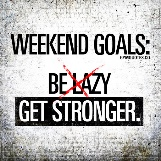 WEEKEND GOALS:
BE LAZY
GET STRONGER.